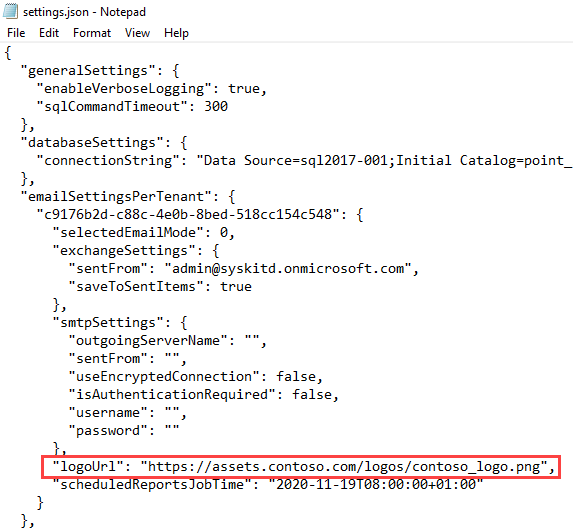 settings.json - Notepad
File Edit Format View Help
{
  "generalSettings": {
    "enableVerboseLogging": true,
    "sqlCommandTimeout": 300
  },
  "databaseSettings": {
    "connectionString": "Data Source=sql2017-001;Initial Catalog=point_
  },
  "emailSettingsPerTenant": {
    "c9176b2d-c88c-4e0b-8bed-518cc154c548": {
      "selectedEmailMode": 0,
      "exchangeSettings": {
        "sentFrom": "admin@syskitd.onmicrosoft.com",
        "saveToSentItems": true
      },
      "smtpSettings": {
        "outgoingServerName": "",
        "sentFrom": "",
        "useEncryptedConnection": false,
        "isAuthenticationRequired": false,
        "username": "",
        "password": ""
      },
      "logoUrl": "https://assets.contoso.com/logos/contoso_logo.png",
      "scheduledReportsJobTime": "2020-11-19T08:00:00+01:00"
    }
  },